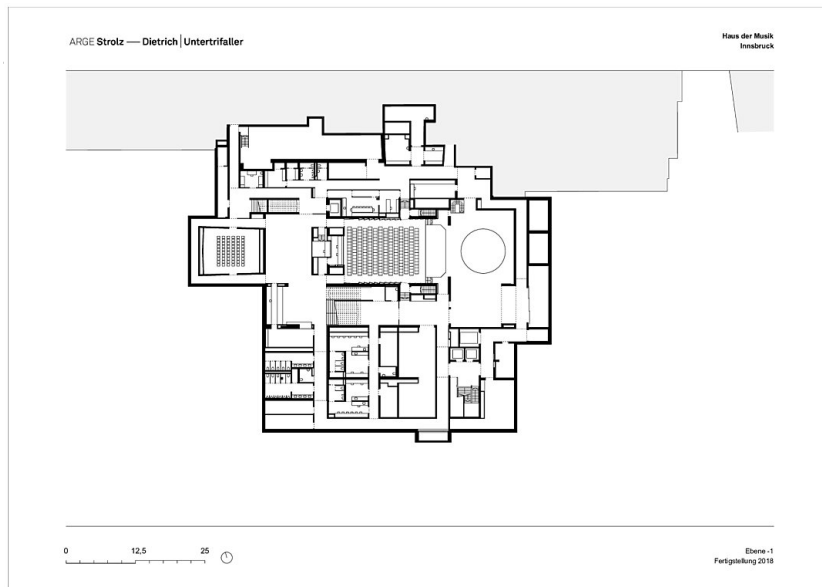 ARGE Strolz — Dietrich | Untertrifaller
Haus der Musik
Innsbruck
0 12,5 25
Ebene -1
Fertigstellung 2018